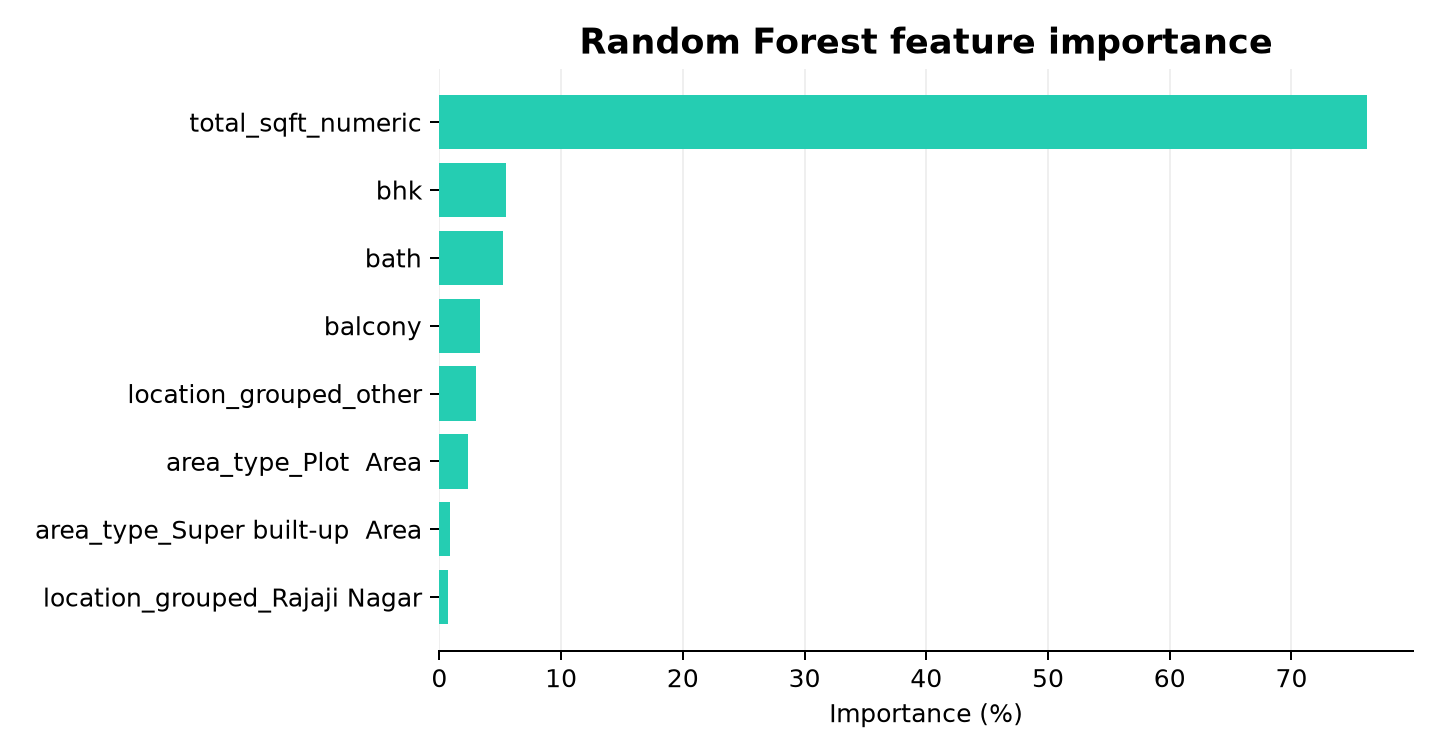 Random Forest feature importance
total_sqft_numeric
bhk
bath
balcony
location_grouped_other
area_type_Plot  Area
area_type_Super built-up  Area
location_grouped_Rajaji Nagar
0 10 20 30 40 50 60 70
Importance (%)